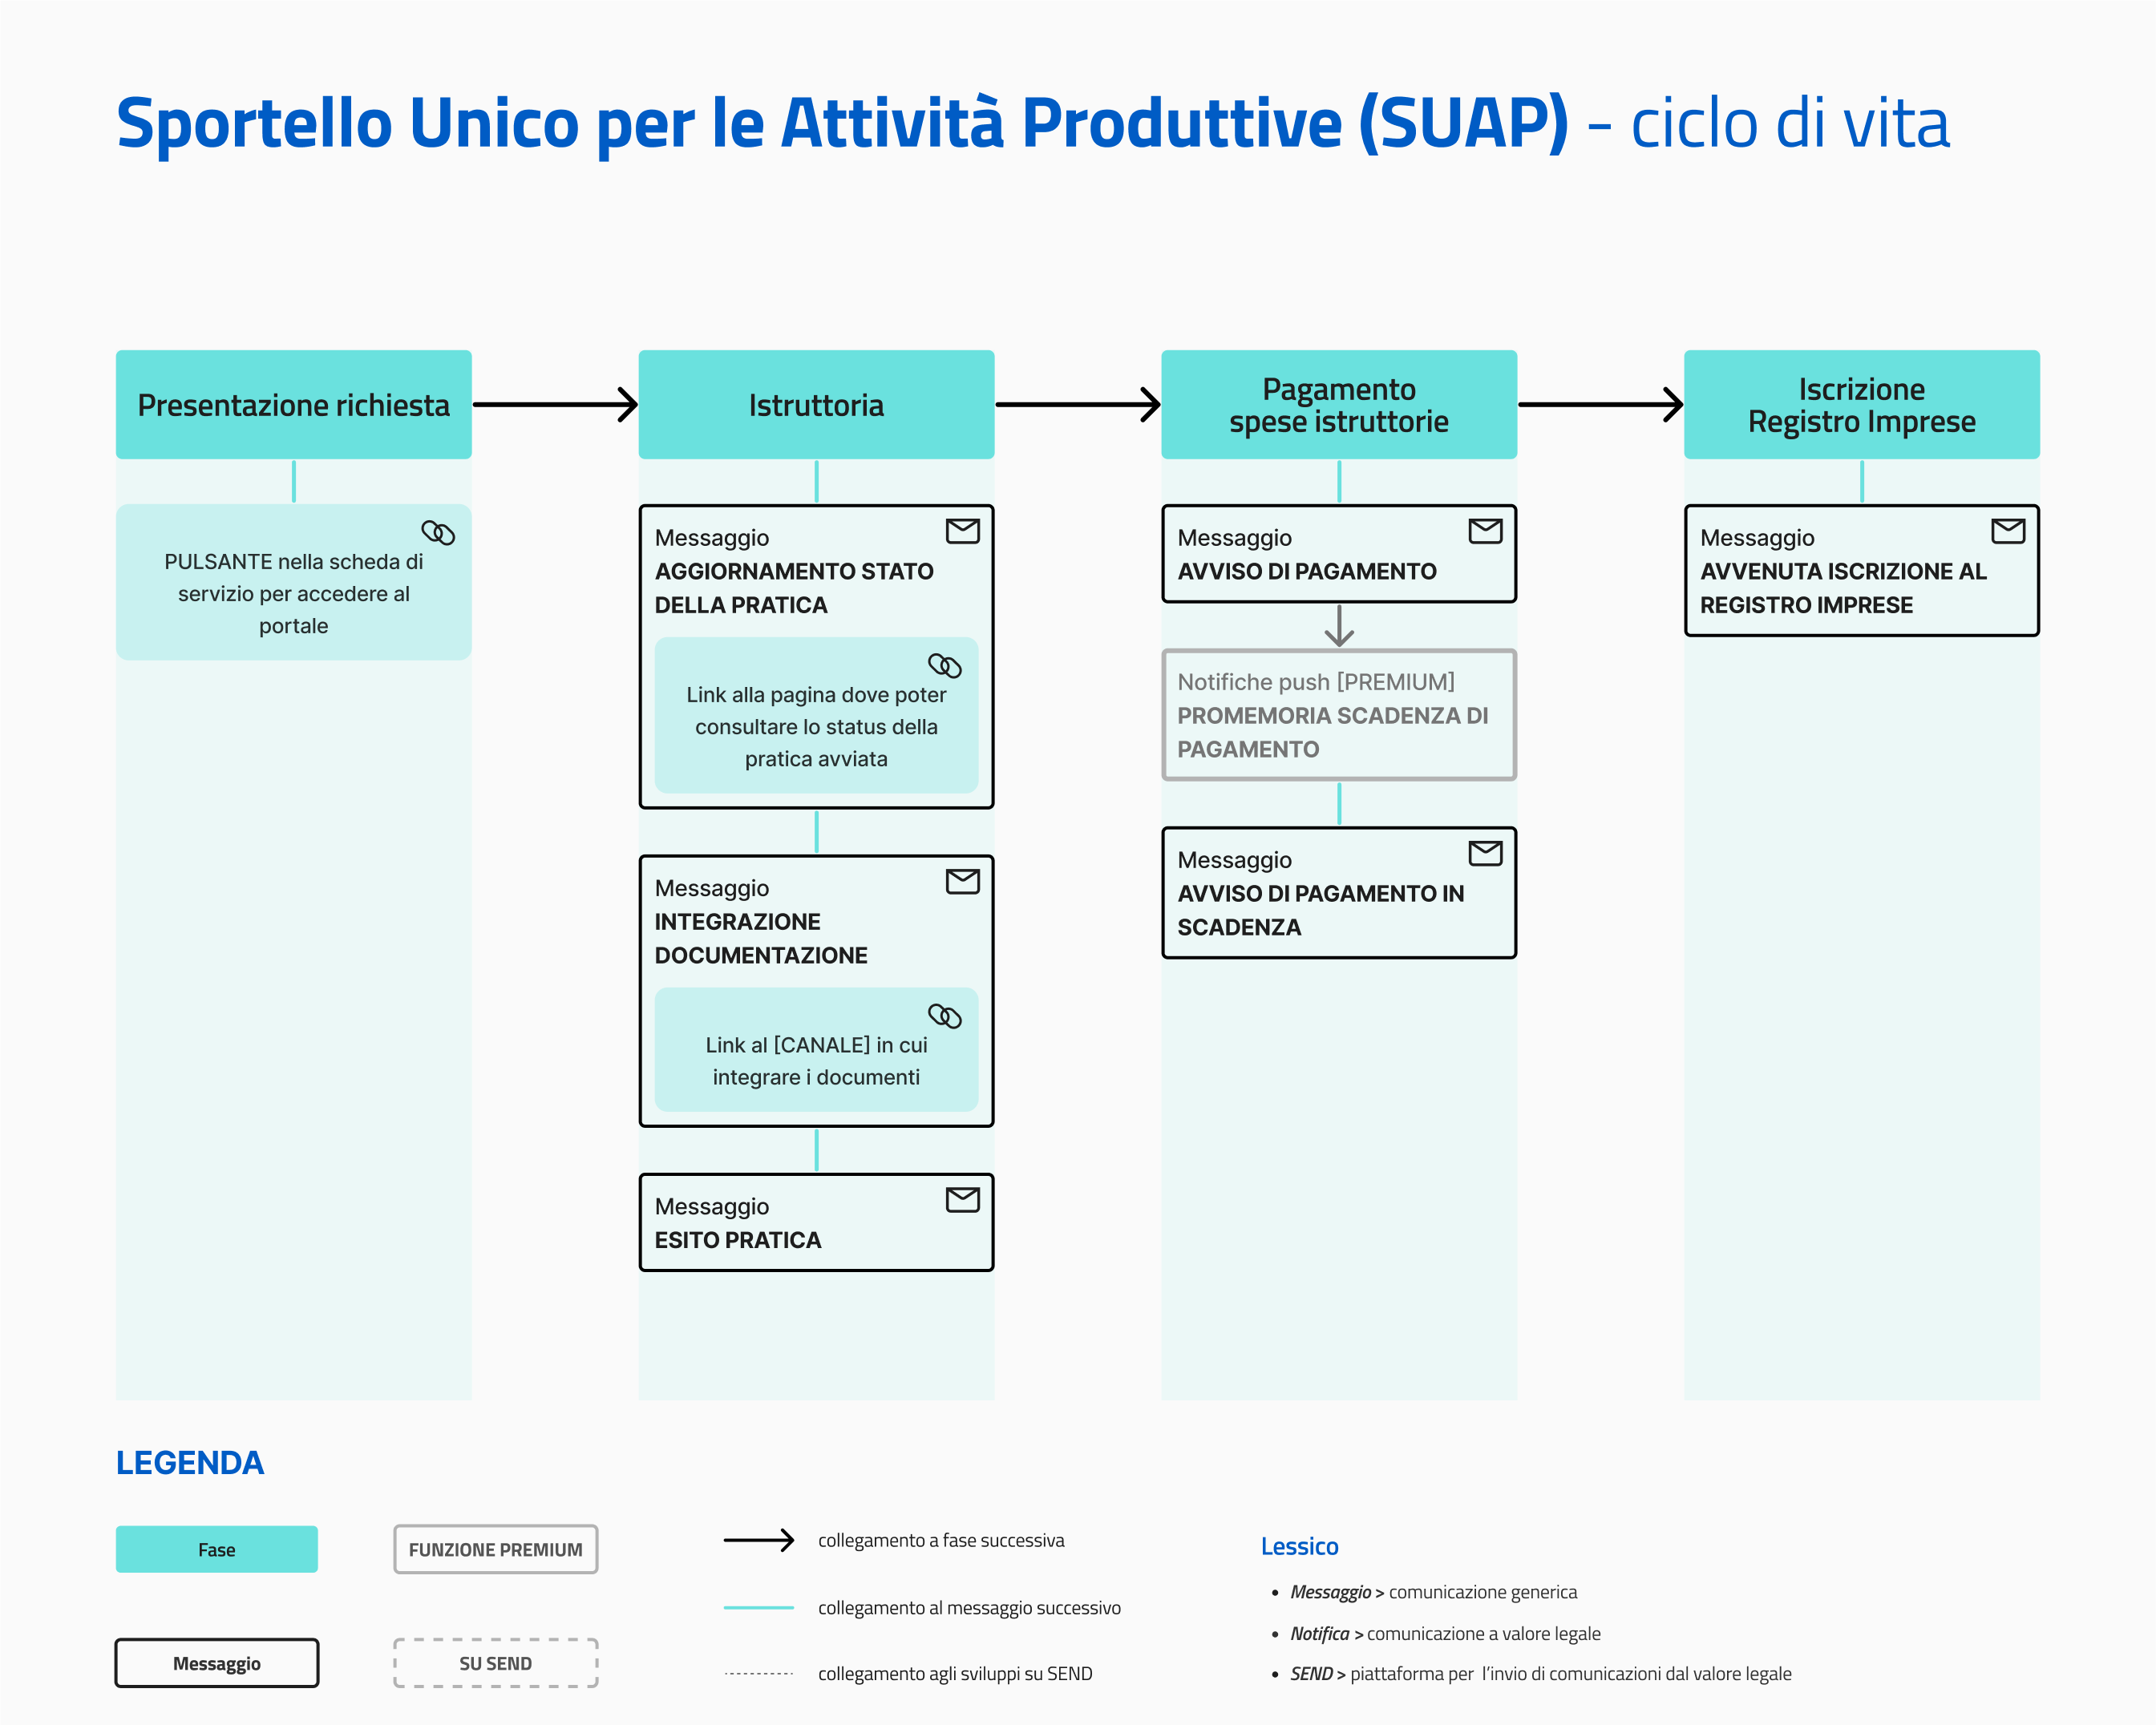 Sportello Unico per le Attività Produttive (SUAP) - ciclo di vita
Presentazione richiesta
PULSANTE nella scheda di
servizio per accedere al
portale
Istruttoria
Messaggio
AGGIORNAMENTO STATO
DELLA PRATICA
Link alla pagina dove poter
consultare lo status della
pratica avviata
Messaggio
INTEGRAZIONE
DOCUMENTAZIONE
Link al [CANALE] in cui
integrare i documenti
Messaggio
ESITO PRATICA
Pagamento
spese istruttorie
Messaggio
AVVISO DI PAGAMENTO
Notifiche push [PREMIUM]
PROMEMORIA SCADENZA DI
PAGAMENTO
Messaggio
AVVISO DI PAGAMENTO IN
SCADENZA
Iscrizione
Registro Imprese
Messaggio
AVVENUTA ISCRIZIONE AL
REGISTRO IMPRESE
LEGENDA
Fase
FUNZIONE PREMIUM
Messaggio
SU SEND
collegamento a fase successiva
collegamento al messaggio successivo
collegamento agli sviluppi su SEND
Lessico
• Messaggio > comunicazione generica
• Notifica > comunicazione a valore legale
• SEND > piattaforma per l'invio di comunicazioni dal valore legale